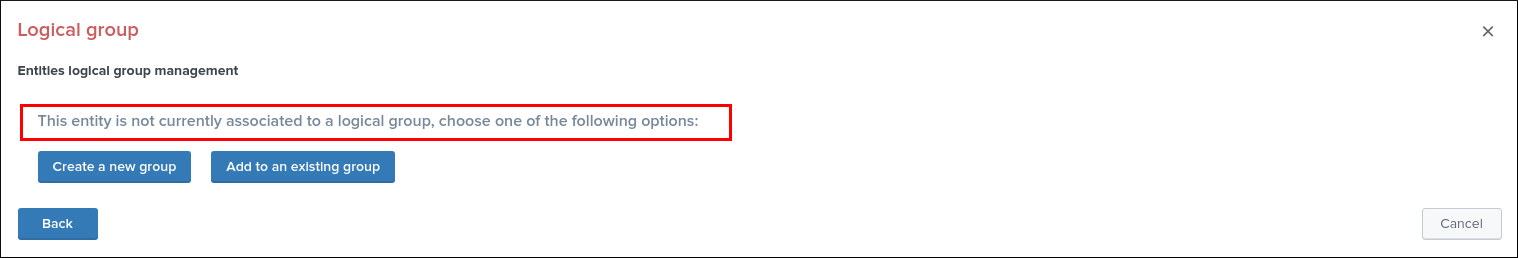 Logical group
×
Entities logical group management
This entity is not currently associated to a logical group, choose one of the following options:
Create a new group
Add to an existing group
Back
Cancel